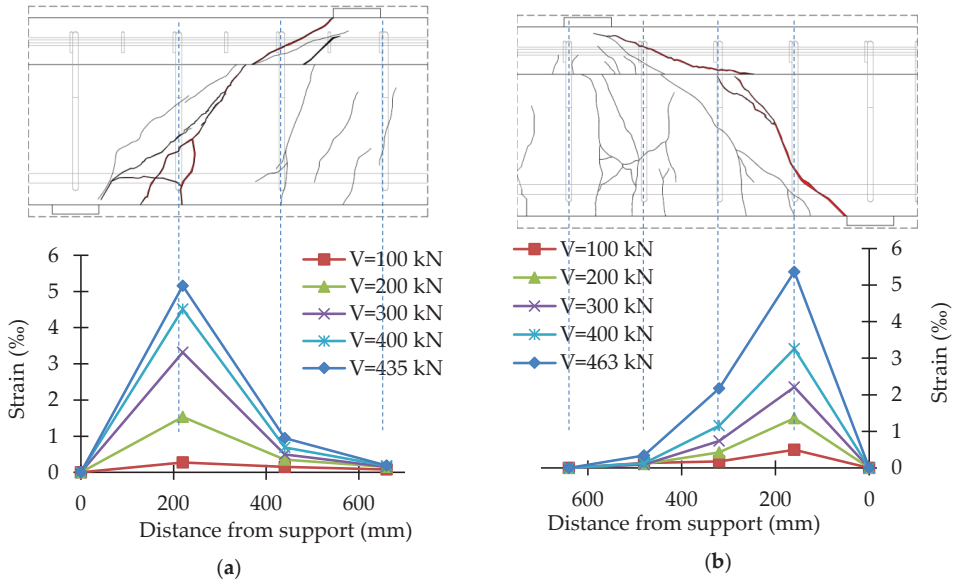 V=100 kN
V=200 kN
V=300 kN
V=400 kN
V=435 kN
6
5
4
3
2
1
0
Strain (‰)
0 200 400 600
Distance from support (mm)
(a)
V=100 kN
V=200 kN
V=300 kN
V=400 kN
V=463 kN
6
5
4
3
2
1
0
Strain (‰)
600 400 200 0
Distance from support (mm)
(b)